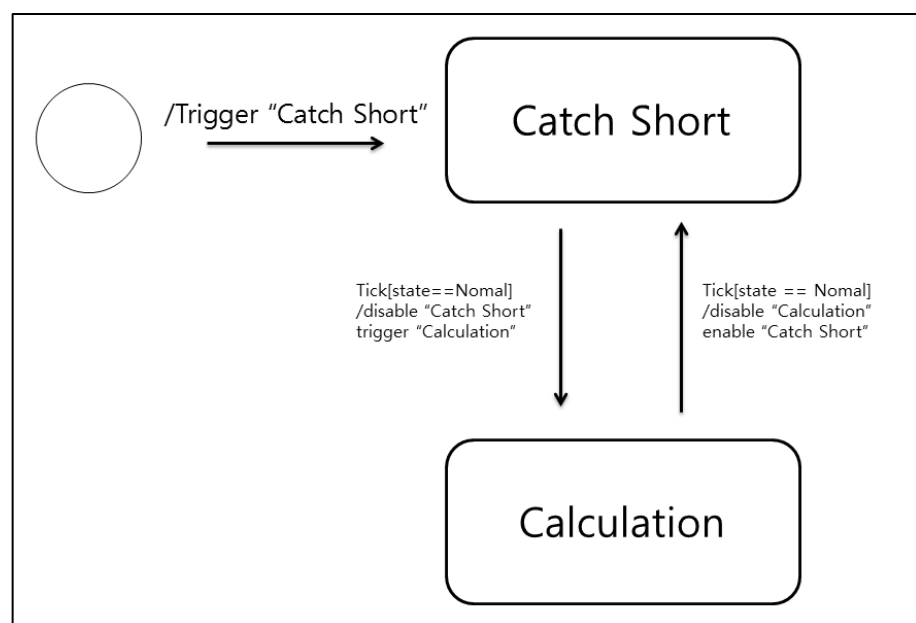 /Trigger “Catch Short”
Catch Short
Tick[state==Nomal]
/disable “Catch Short”
trigger “Calculation”
Tick[state == Nomal]
/disable “Calculation”
enable “Catch Short”
Calculation